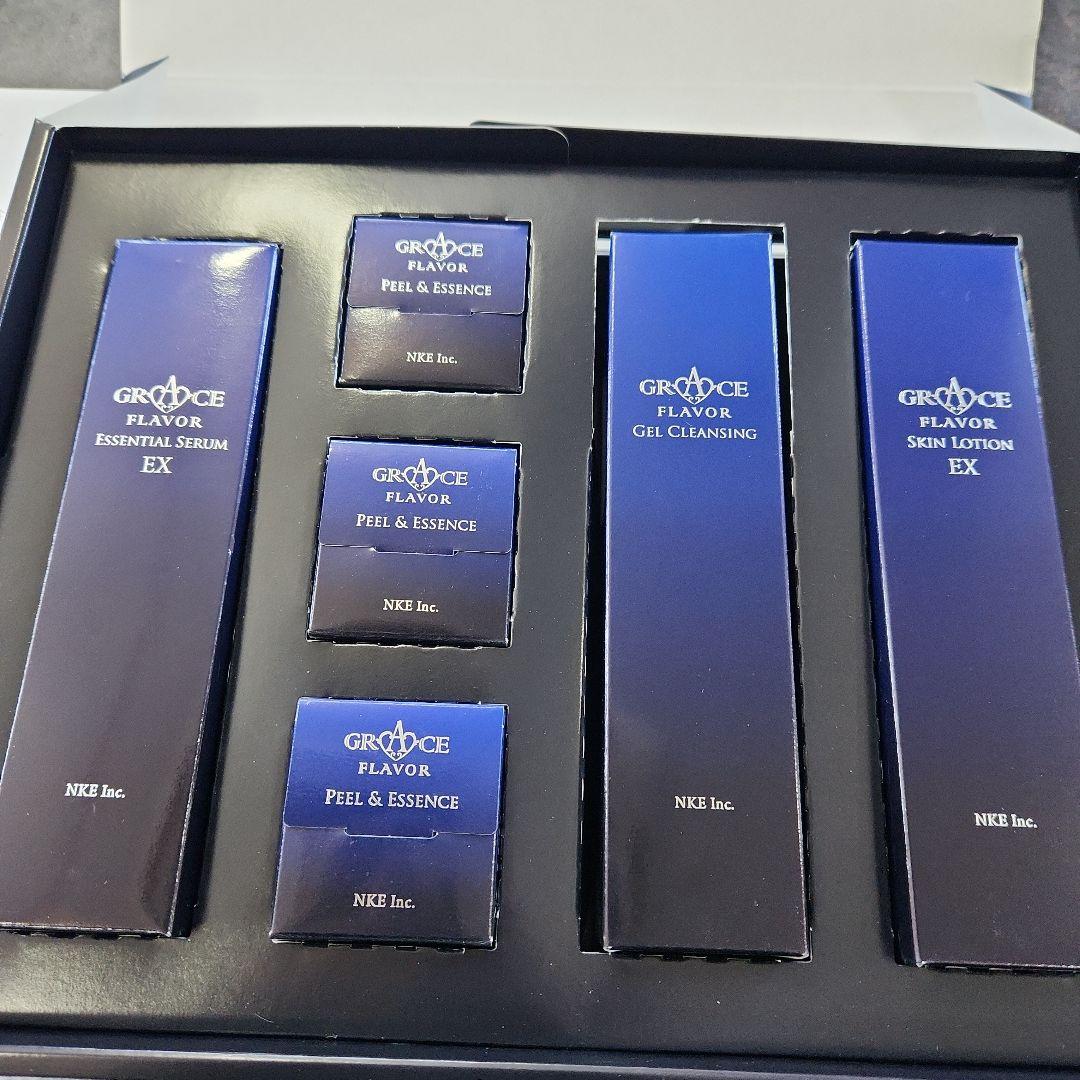 GRACE
FLAVOR
ESSENTIAL SERUM
EX
NKE Inc.
GRACE
FLAVOR
PEEL & ESSENCE
NKE Inc.
GRACE
FLAVOR
PEEL & ESSENCE
NKE Inc.
GRACE
FLAVOR
PEEL & ESSENCE
NKE Inc.
GRACE
FLAVOR
GEL CLEANSING
NKE Inc.
GRACE
FLAVOR
SKIN LOTION
EX
NKE Inc.